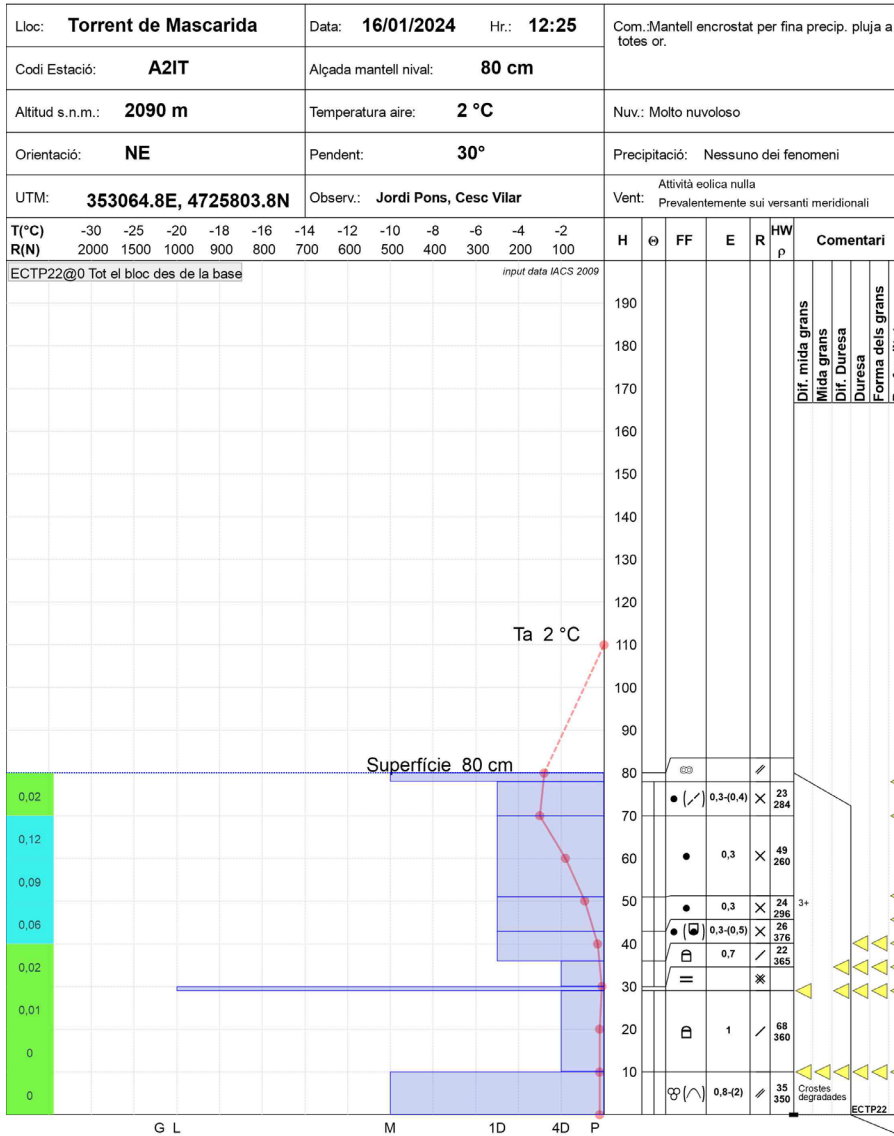 Lloc: Torrent de Mascarida Data: 16/01/2024 Hr.: 12:25 Com.:Mantell encrostat per fina precip. pluja a
totes or.
Codi Estació: A2IT Alçada mantell nival: 80 cm
Altitud s.n.m.: 2090 m Temperatura aire: 2 °C Nuv.: Molto nuvoloso
Orientació: NE Pendent: 30° Precipitació: Nessuno dei fenomeni
UTM: 353064.8E, 4725803.8N Observ.: Jordi Pons, Cesc Vilar Vent: Attività eolica nulla
Prevalentemente sui versanti meridionali
T(°C) -30 -25 -20 -18 -16 -14 -12 -10 -8 -6 -4 -2
R(N) 2000 1500 1000 900 800 700 600 500 400 300 200 100
H Θ FF E R HW ρ Comentari
ECTP22@0 Tot el bloc des de la base input data IACS 2009
Dif. mida grans
Mida grans
Dif. Duresa
Duresa
Forma dels grans
190
180
170
160
150
140
130
120
Ta 2 °C 110
100
90
Superfície 80 cm 80
0,02 0,3-(0,4) 23
284
70
0,12 60 0,3 49
260
0,09 50 0,3 24
296 3+
0,06 0,3-(0,5) 26
376
40 0,7 22
365
0,02 30
0,01 20 1 68
360
0 10
0 0,8-(2) 35
350 Crostes
degradades
ECTP22
G L M 1D 4D P